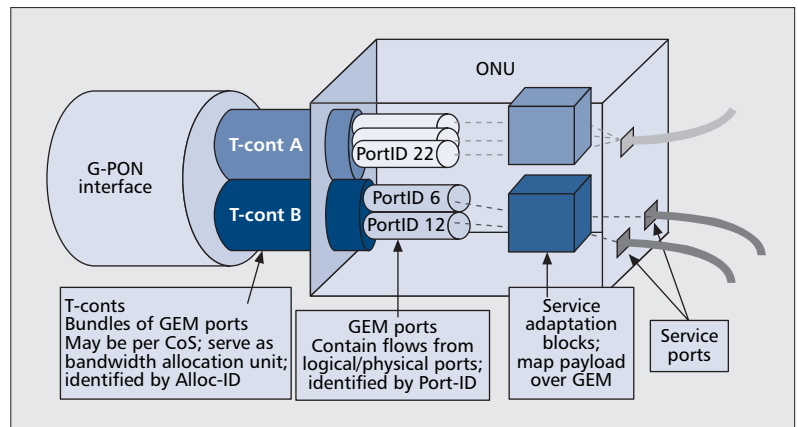 ONU
G-PON
interface
T-cont A
PortID 22
T-cont B
PortID 6
PortID 12
T-conts
Bundles of GEM ports
May be per CoS; serve as
bandwidth allocation unit;
identified by Alloc-ID
GEM ports
Contain flows from
logical/physical ports;
identified by Port-ID
Service
adaptation
blocks;
map payload
over GEM
Service
ports